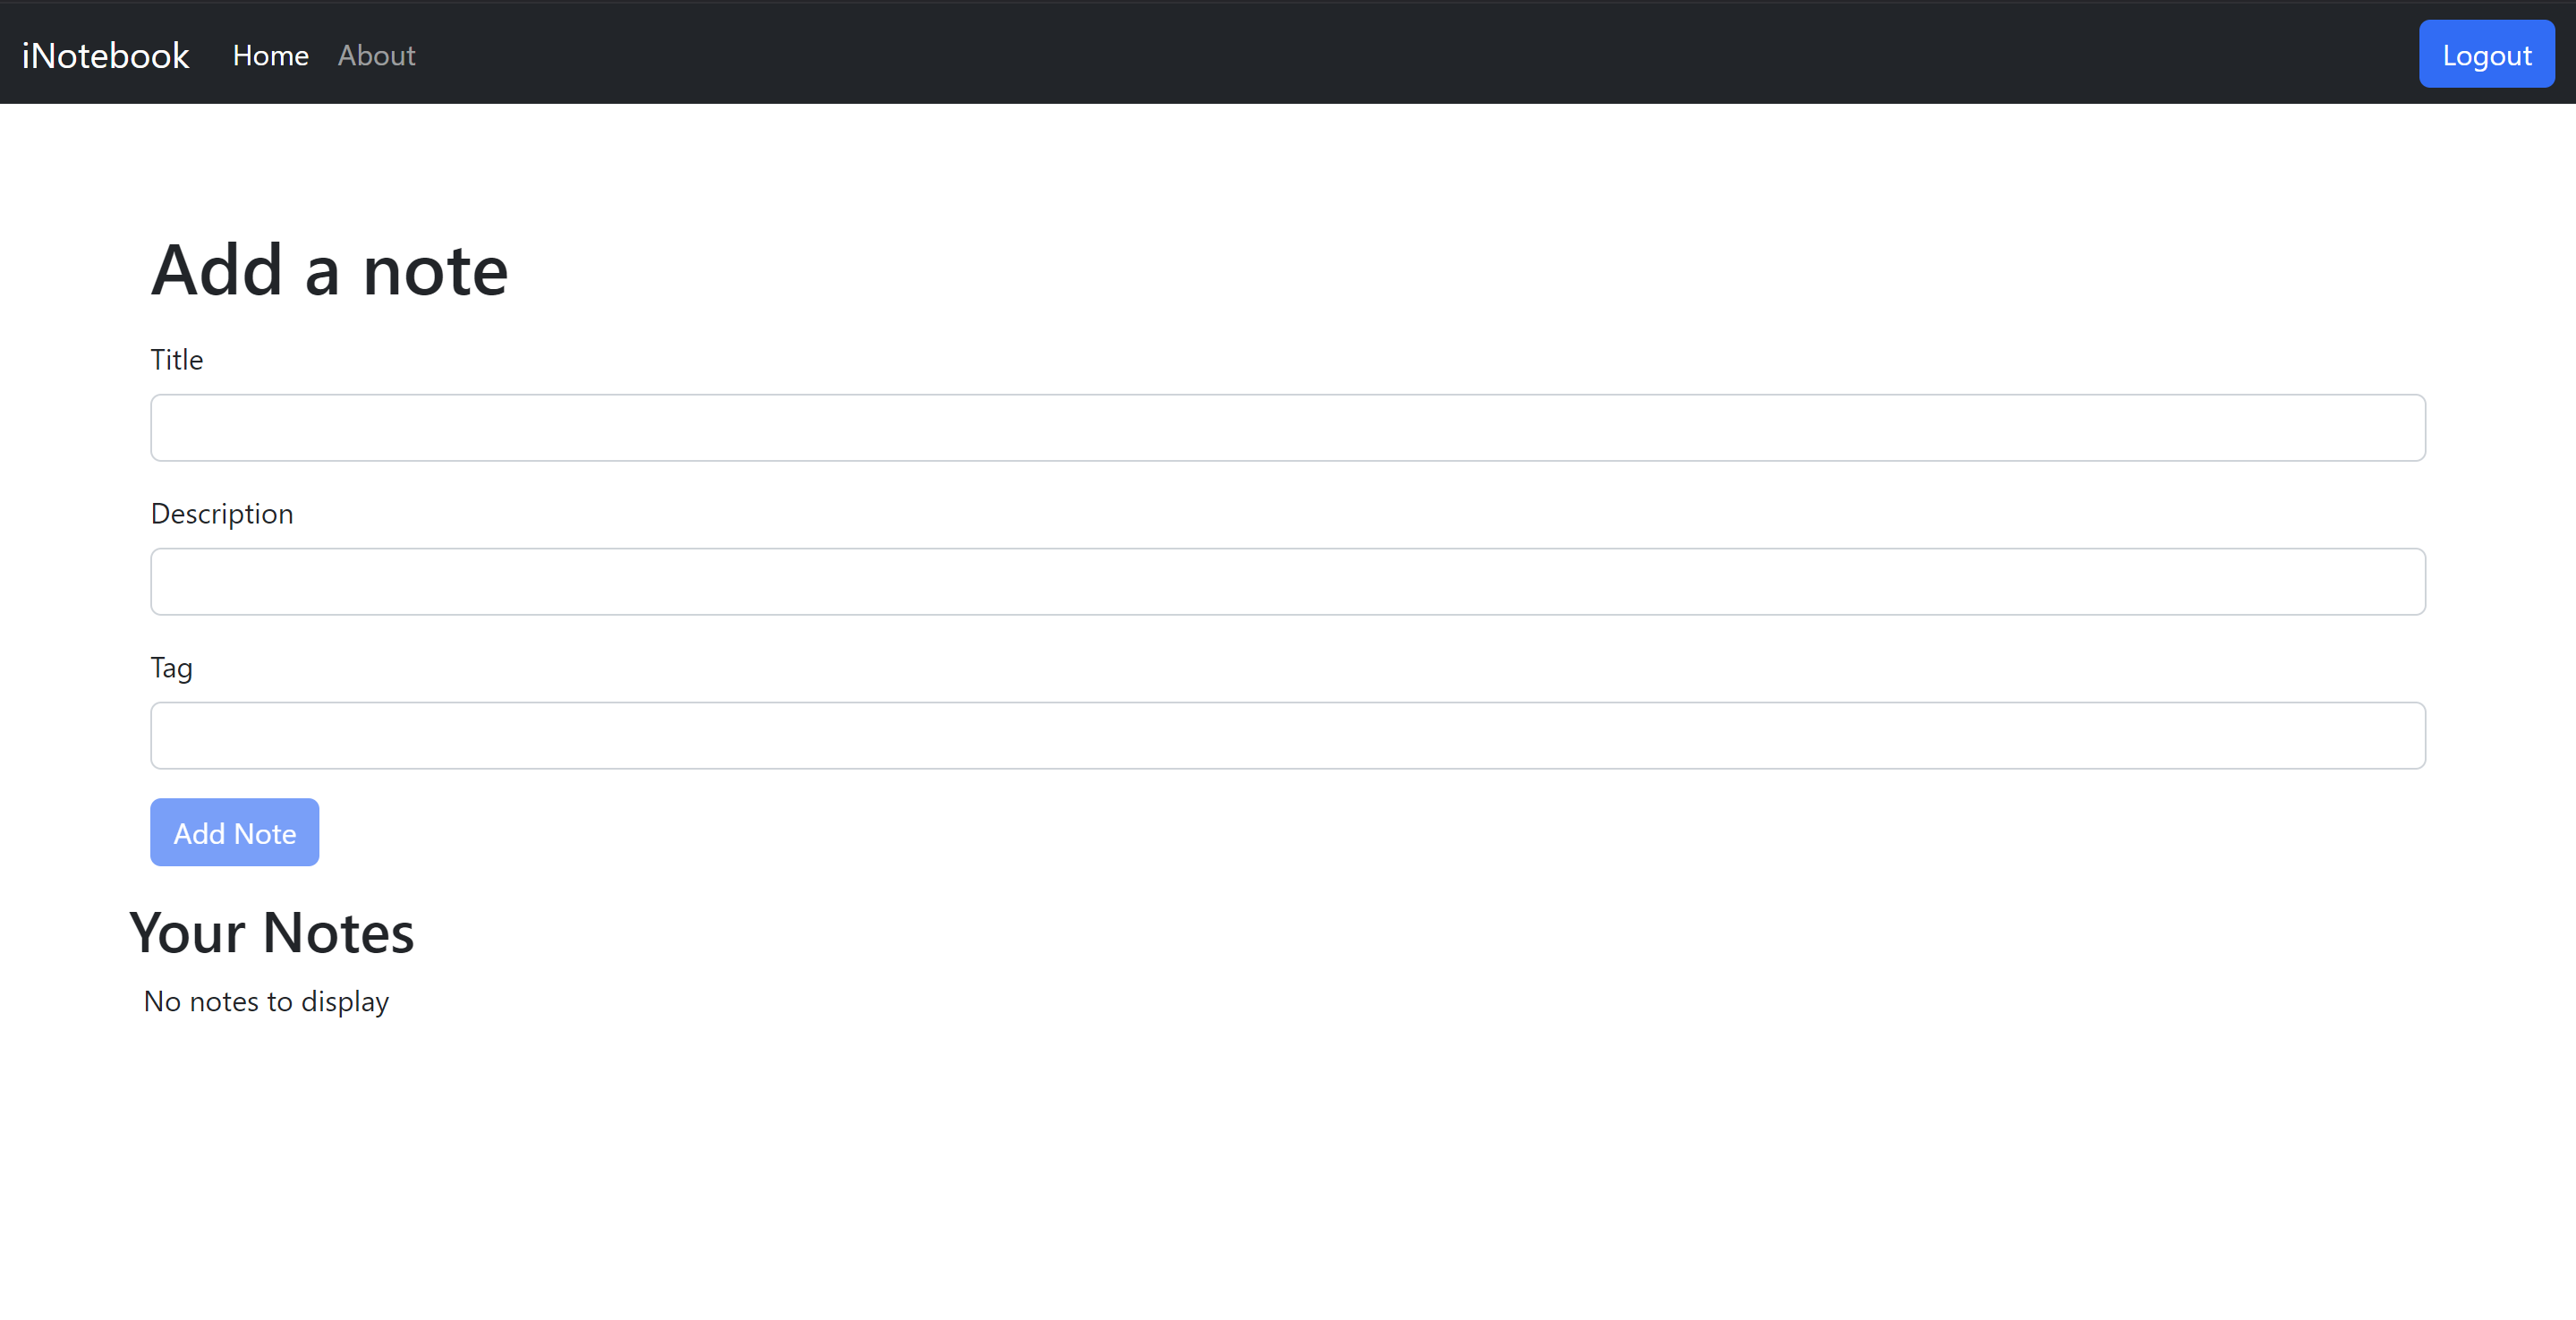 iNotebook Home About Logout
Add a note
Title
Description
Tag
Add Note
Your Notes
No notes to display